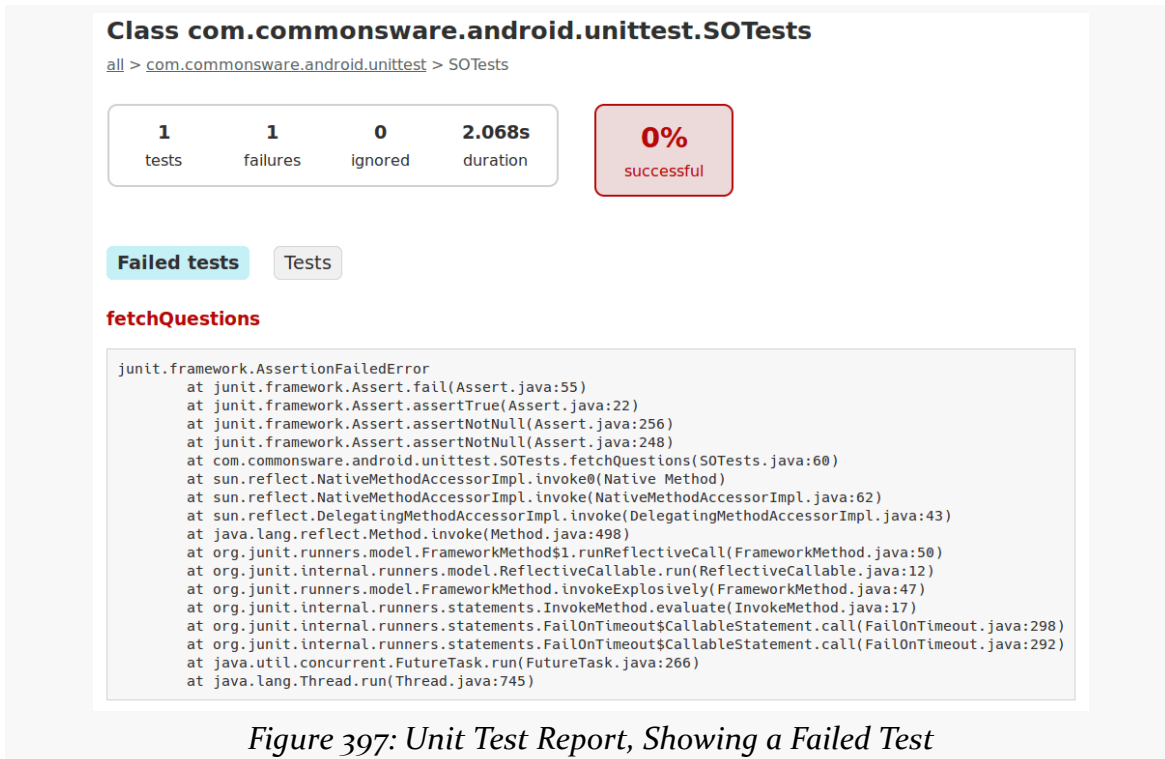 Class com.commonsware.android.unittest.SOTests
all > com.commonsware.android.unittest > SOTests
1 1 0 2.068s
tests failures ignored duration
0%
successful
Failed tests Tests
fetchQuestions
junit.framework.AssertionFailedError
at junit.framework.Assert.fail(Assert.java:55)
at junit.framework.Assert.assertTrue(Assert.java:22)
at junit.framework.Assert.assertNotNull(Assert.java:256)
at junit.framework.Assert.assertNotNull(Assert.java:248)
at com.commonsware.android.unittest.SOTests.fetchQuestions(SOTests.java:60)
at sun.reflect.NativeMethodAccessorImpl.invoke0(Native Method)
at sun.reflect.NativeMethodAccessorImpl.invoke(NativeMethodAccessorImpl.java:62)
at sun.reflect.DelegatingMethodAccessorImpl.invoke(DelegatingMethodAccessorImpl.java:43)
at java.lang.reflect.Method.invoke(Method.java:498)
at org.junit.runners.model.FrameworkMethod$1.runReflectiveCall(FrameworkMethod.java:50)
at org.junit.internal.runners.model.ReflectiveCallable.run(ReflectiveCallable.java:12)
at org.junit.runners.model.FrameworkMethod.invokeExplosively(FrameworkMethod.java:47)
at org.junit.internal.runners.statements.InvokeMethod.evaluate(InvokeMethod.java:17)
at org.junit.internal.runners.statements.FailOnTimeout$CallableStatement.call(FailOnTimeout.java:298)
at org.junit.internal.runners.statements.FailOnTimeout$CallableStatement.call(FailOnTimeout.java:292)
at java.util.concurrent.FutureTask.run(FutureTask.java:266)
at java.lang.Thread.run(Thread.java:745)
Figure 397: Unit Test Report, Showing a Failed Test